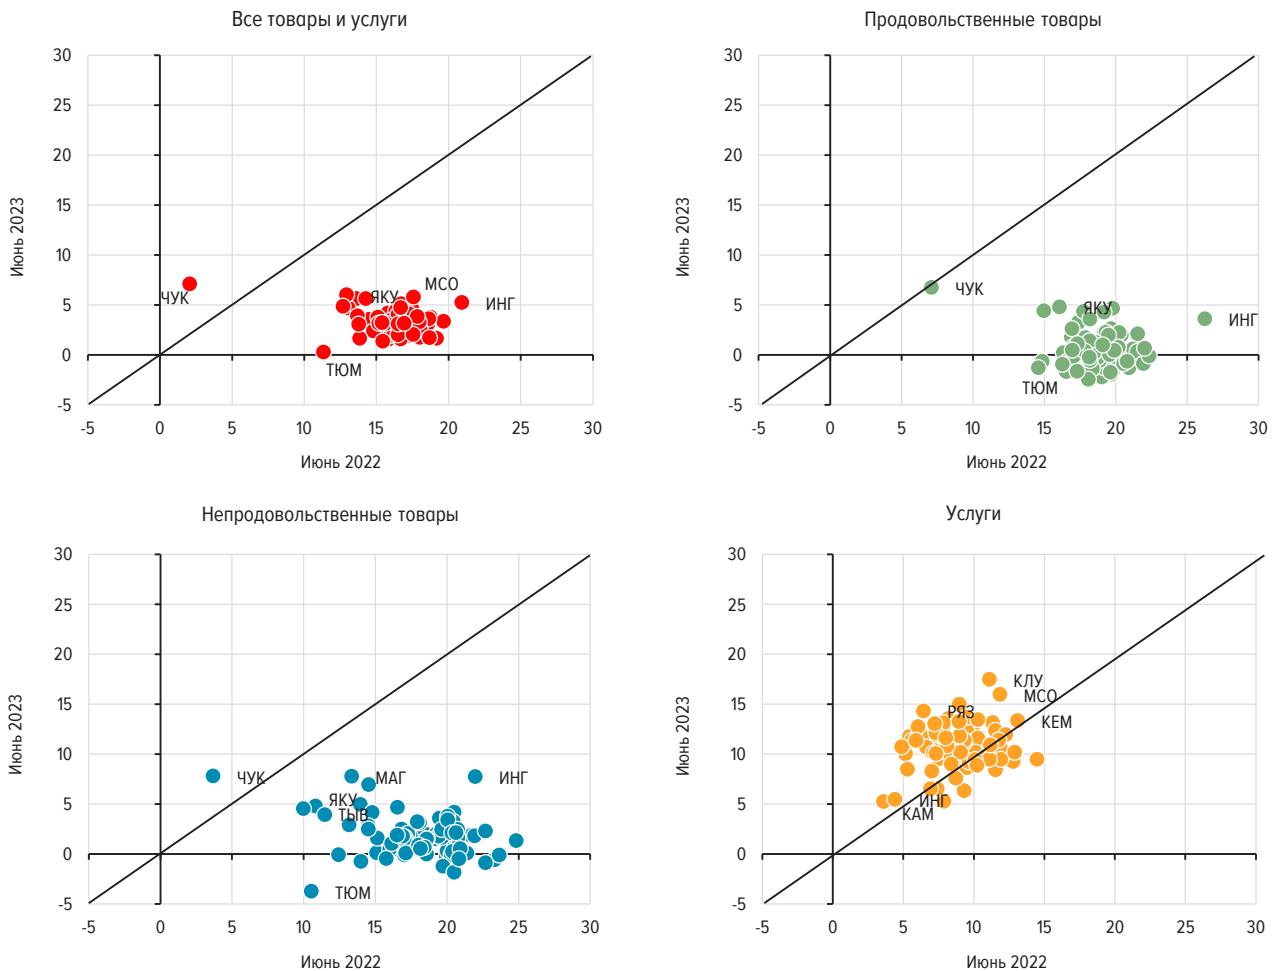 Все товары и услуги
30
25
20
15
10
5
0
-5
-5 0 5 10 15 20 25 30
Июнь 2023
Июнь 2022
ЧУК
ЯКУ
МСО
ИНГ
ТЮМ
Продовольственные товары
30
25
20
15
10
5
0
-5
-5 0 5 10 15 20 25 30
Июнь 2023
Июнь 2022
ЧУК
ЯКУ
ИНГ
ТЮМ
Непродовольственные товары
30
25
20
15
10
5
0
-5
-5 0 5 10 15 20 25 30
Июнь 2023
Июнь 2022
ЧУК
МАГ
ИНГ
ЯКУ
ТЫВ
ТЮМ
Услуги
30
25
20
15
10
5
0
-5
-5 0 5 10 15 20 25 30
Июнь 2023
Июнь 2022
КЛУ
МСО
РЯЗ
КЕМ
ИНГ
КАМ